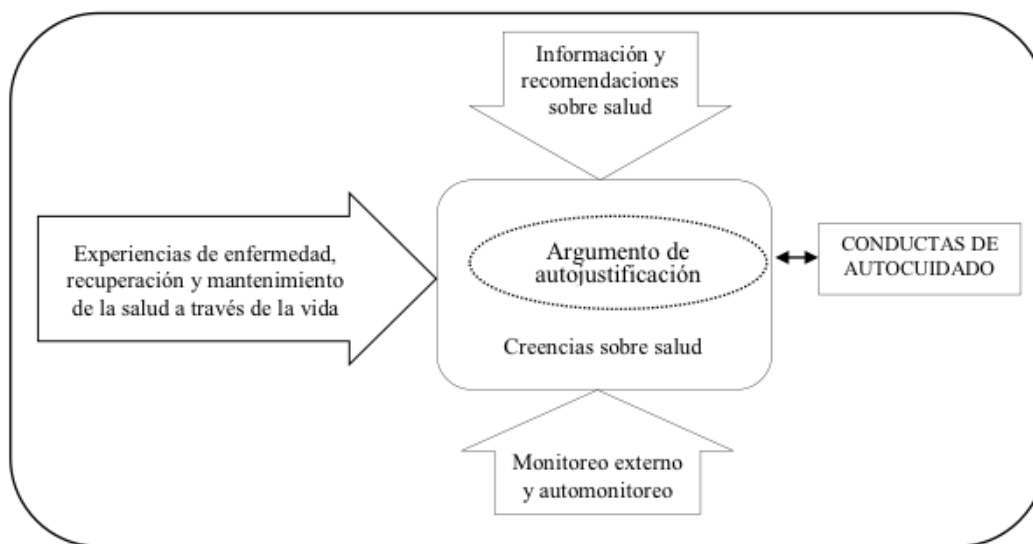 Información y
recomendaciones
sobre salud
Experiencias de enfermedad,
recuperación y mantenimiento
de la salud a través de la vida
Argumento de
autojustificación
Creencias sobre salud
CONDUCTAS DE
AUTOCUIDADO
Monitoreo externo
y automonitoreo